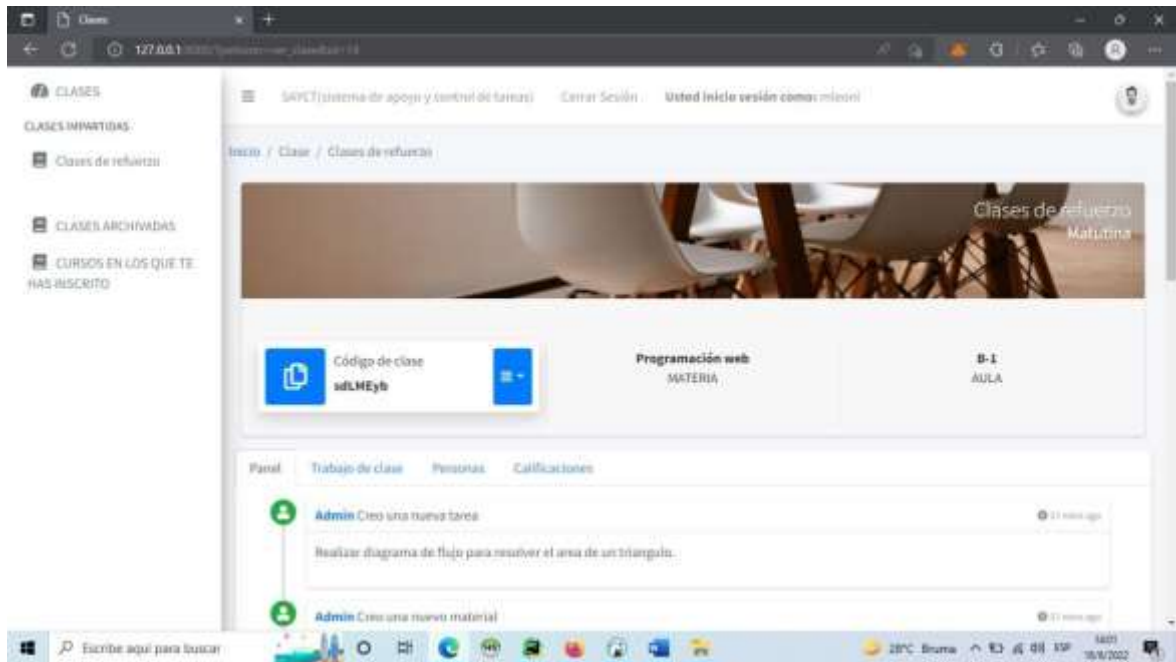 Clases
127.0.0.1
CLASES
SAYCT(sistema de apoyo y control de tareas) Cerrar Sesión Usted inicio sesión como:
CLASES IMPARTIDAS
Clases de refuerzo
Inicio / Clase / Clases de refuerzo
CLASES ARCHIVADAS
CURSOS EN LOS QUE TE
HAS INSCRITO
Clases de refuerzo
Matutina
Código de clase
sdLMEyb
Programación web
MATERIA
B-1
AULA
Panel Trabajo de clase Personas Calificaciones
Admin Creo una nueva tarea
Realizar diagrama de flujo para resolver el area de un triangulo.
Admin Creo una nuevo material
Escribe aquí para buscar
28°C Bruma
ESP
18/8/2022